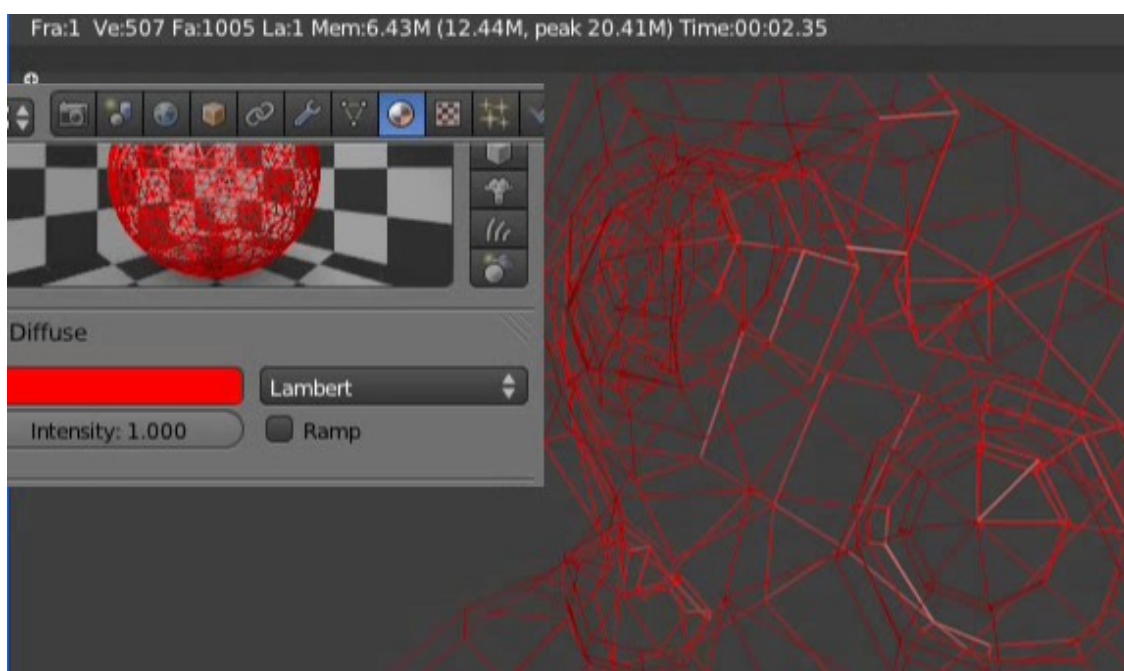 Fra:1 Ve:507 Fa:1005 La:1 Mem:6.43M (12.44M, peak 20.41M) Time:00:02.35
Diffuse
Lambert
Intensity: 1.000
Ramp